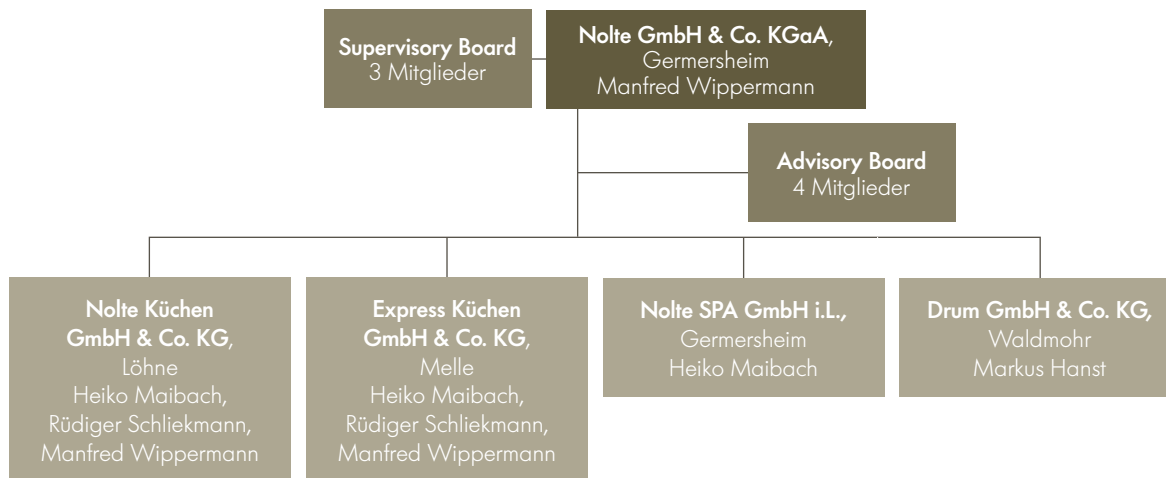 Supervisory Board
3 Mitglieder
Nolte GmbH & Co. KGaA,
Germersheim
Manfred Wippermann
Advisory Board
4 Mitglieder
Nolte Küchen
GmbH & Co. KG,
Löhne
Heiko Maibach,
Rüdiger Schliekmann,
Manfred Wippermann
Express Küchen
GmbH & Co. KG,
Melle
Heiko Maibach,
Rüdiger Schliekmann,
Manfred Wippermann
Nolte SPA GmbH i.L.,
Germersheim
Heiko Maibach
Drum GmbH & Co. KG,
Waldmohr
Markus Hanst